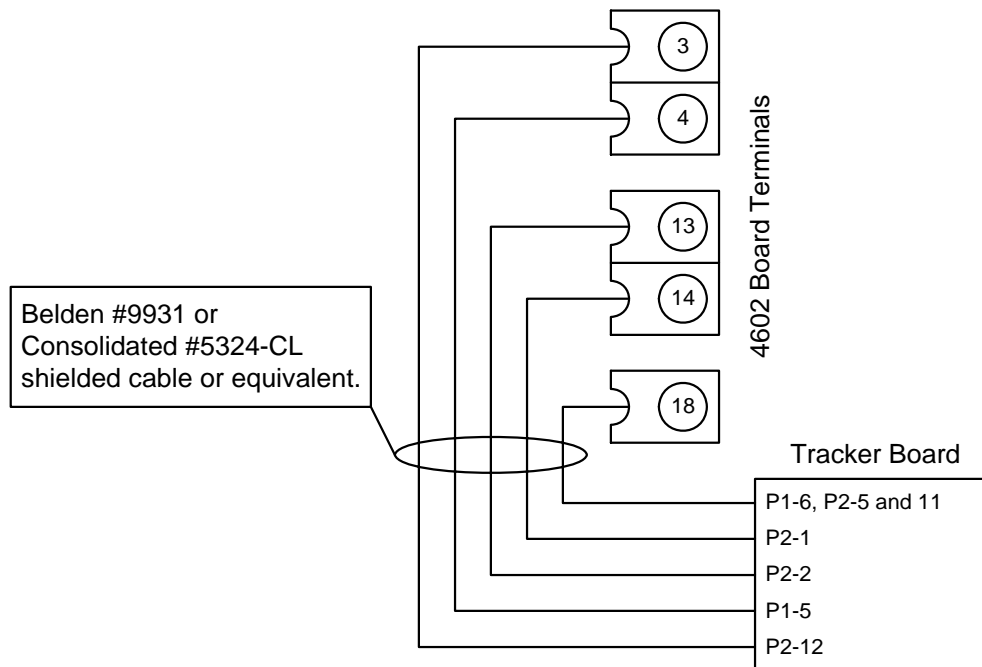 3
4
13
14
18
4602 Board Terminals
Belden #9931 or
Consolidated #5324-CL
shielded cable or equivalent.
Tracker Board
P1-6, P2-5 and 11
P2-1
P2-2
P1-5
P2-12